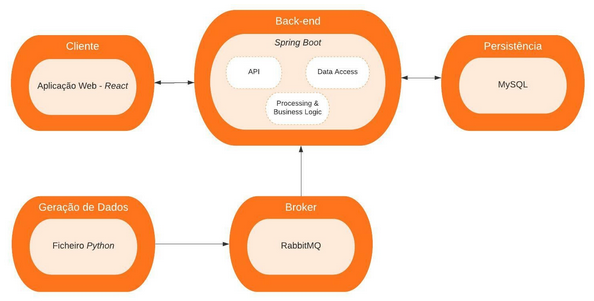 Back-end
Cliente
Spring Boot
Persistência
API
Data Access
Aplicação Web - React
MySQL
Processing &
Business Logic
Geração de Dados
Broker
Ficheiro Python
RabbitMQ